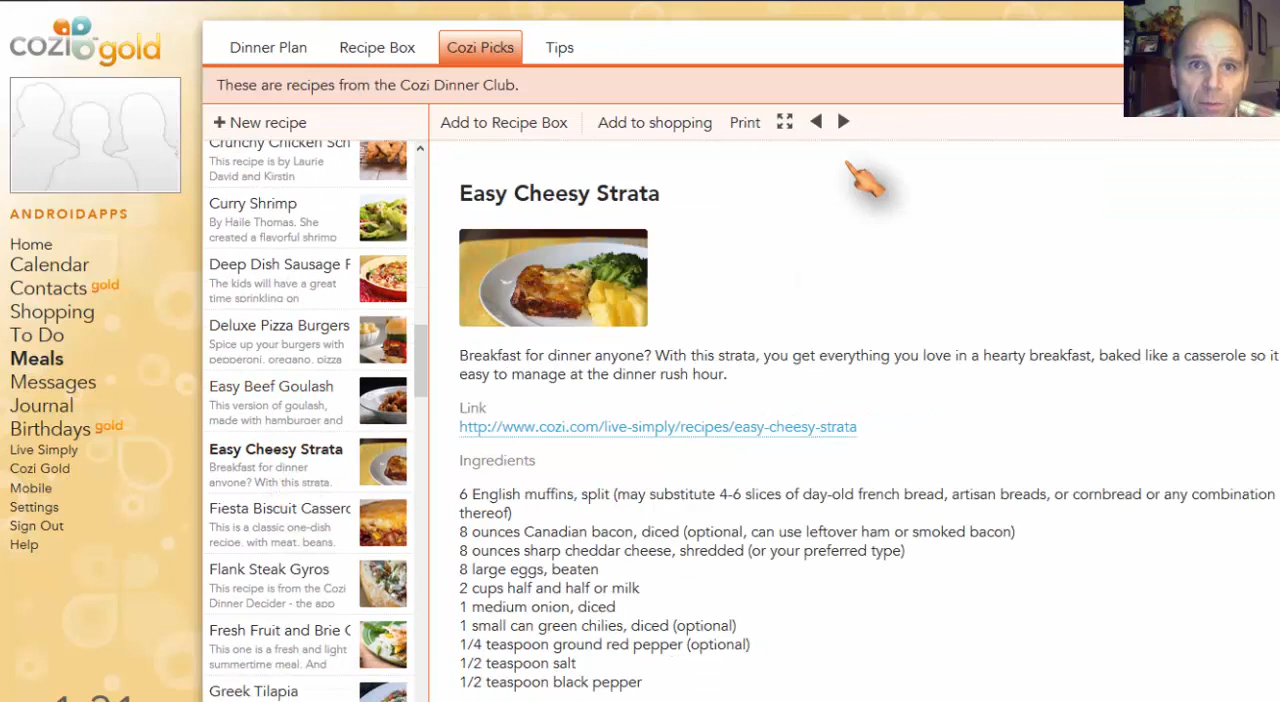 cozi gold
Dinner Plan
Recipe Box
Cozi Picks
Tips
These are recipes from the Cozi Dinner Club.
+ New recipe
Add to Recipe Box
Add to shopping
Print
ANDROIDAPPS
Home
Calendar
Contacts gold
Shopping
To Do
Meals
Messages
Journal
Birthdays gold
Live Simply
Cozi Gold
Mobile
Settings
Sign Out
Help
Crunchy Chicken Sch
This recipe is by Laurie
David and Kirstin
Curry Shrimp
By Haile Thomas. She
created a flavorful shrimp
Deep Dish Sausage P
The kids will have a great
time sprinkling on
Deluxe Pizza Burgers
Spice up your burgers with
pepperoni, oregano, pizza
Easy Beef Goulash
This version of goulash,
made with hamburger and
Easy Cheesy Strata
Breakfast for dinner
anyone? With this strata,
Fiesta Biscuit Casserc
This is a classic one-dish
recipe, with meat, beans,
Flank Steak Gyros
This recipe is from the Cozi
Dinner Decider - the app
Fresh Fruit and Brie
This one is a fresh and light
summertime meal. And
Greek Tilapia
Easy Cheesy Strata
Breakfast for dinner anyone? With this strata, you get everything you love in a hearty breakfast, baked like a casserole so it
easy to manage at the dinner rush hour.
Link
http://www.cozi.com/live-simply/recipes/easy-cheesy-strata
Ingredients
6 English muffins, split (may substitute 4-6 slices of day-old french bread, artisan breads, or cornbread or any combination
thereof)
8 ounces Canadian bacon, diced (optional, can use leftover ham or smoked bacon)
8 ounces sharp cheddar cheese, shredded (or your preferred type)
8 large eggs, beaten
2 cups half and half or milk
1 medium onion, diced
1 small can green chilies, diced (optional)
1/4 teaspoon ground red pepper (optional)
1/2 teaspoon salt
1/2 teaspoon black pepper